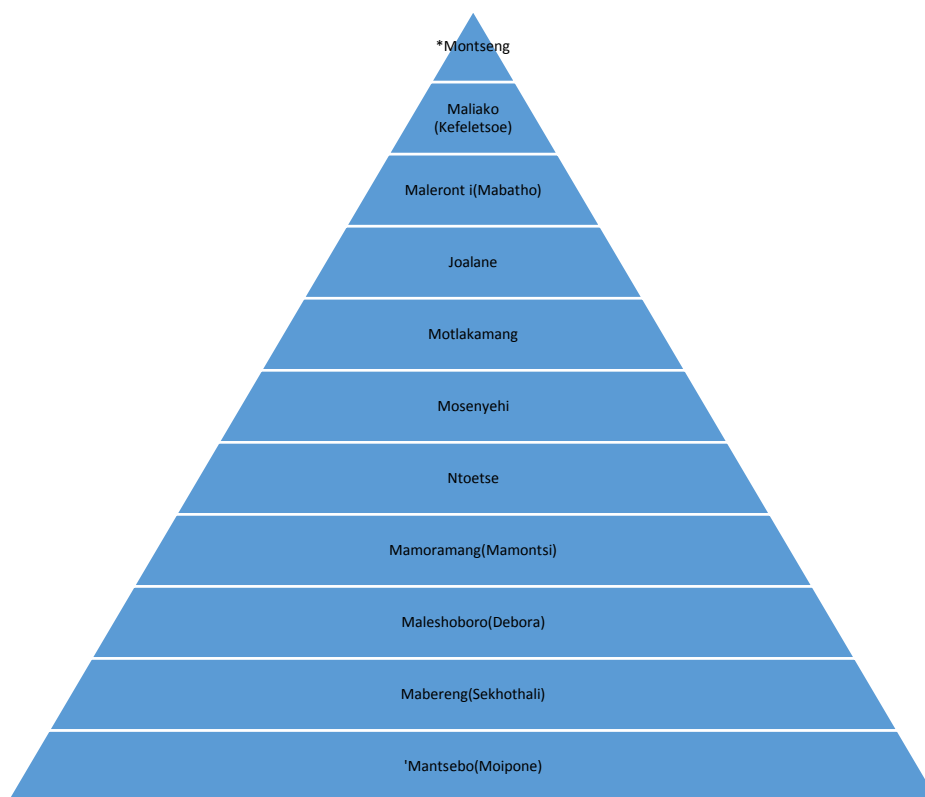 *Montseng
Maliako
(Kefeletsoe)
Maleront i(Mabatho)
Joalane
Motlakamang
Mosenyehi
Ntoetse
Mamoramang(Mamontsi)
Maleshoboro(Debora)
Mabereng(Sekhothali)
'Mantsebo(Moipone)